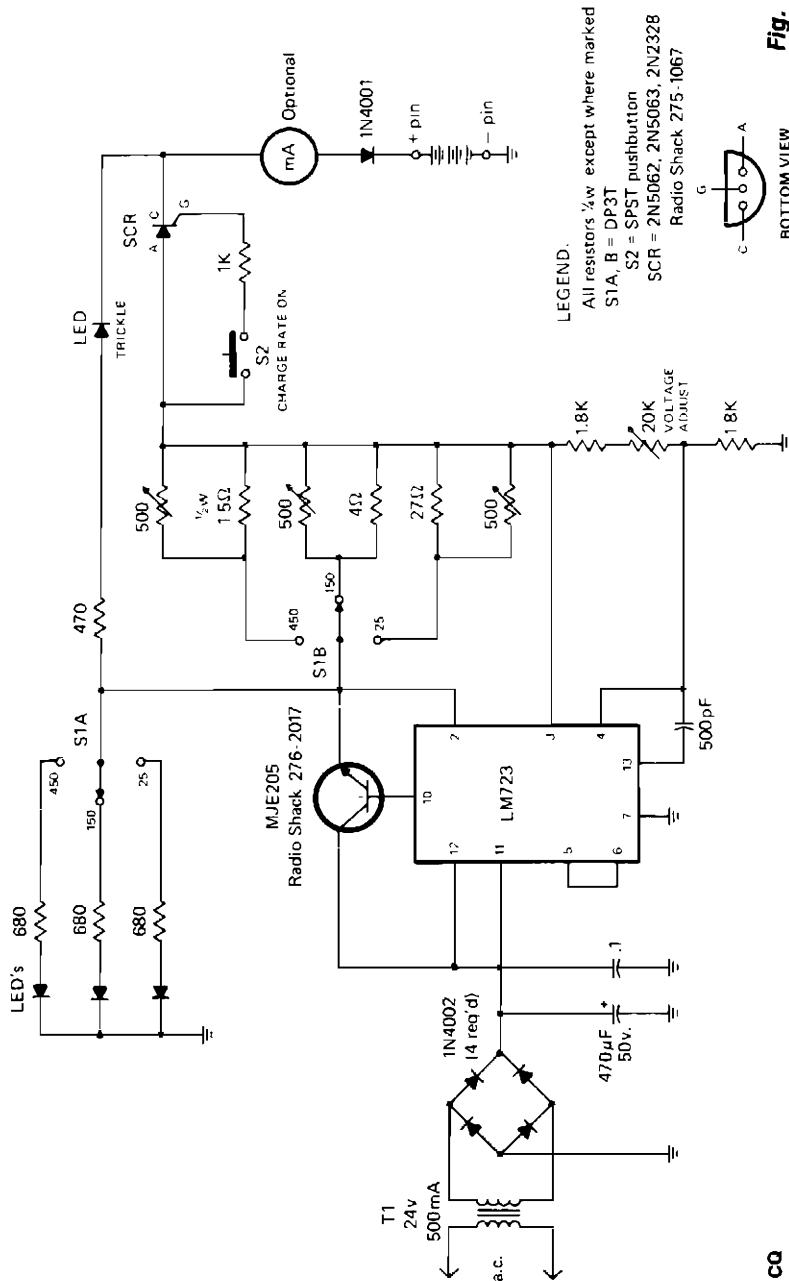 LED's
680
680
680
450
150
25
S1A
470
LED
TRICKLE
SCR
A
C
G
1K
S2
CHARGE RATE ON
mA
Optional
1N4001
+ pin
− pin
MJE205
Radio Shack 276-2017
S1B
450
150
25
500
½w
1.5Ω
500
4Ω
27Ω
500
1.8K
20K
VOLTAGE
ADJUST
1.8K
10
12
11
2
3
4
5
6
7
13
LM723
500pF
T1
24v
500mA
a.c.
1N4002
(4 req'd)
470µF
50v.
+
.1
LEGEND.
All resistors ¼w except where marked
S1A, B = DP3T
S2 = SPST pushbutton
SCR = 2N5062, 2N5063, 2N2328
Radio Shack 275-1067
G
C
A
BOTTOM VIEW
CQ
Fig.